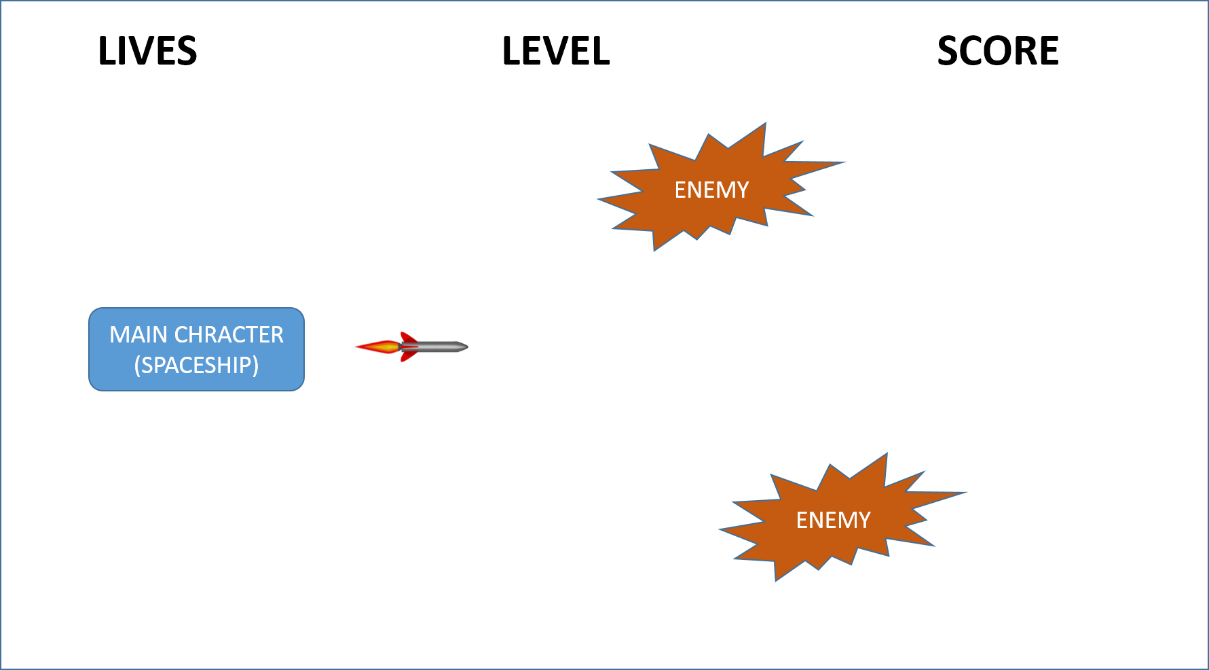 LIVES LEVEL SCORE
ENEMY
MAIN CHRACTER
(SPACESHIP)
ENEMY